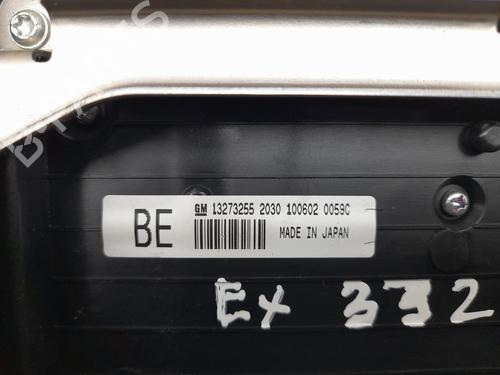 GM 13273255 2030 100602 0059C
BE
MADE IN JAPAN
EX 332